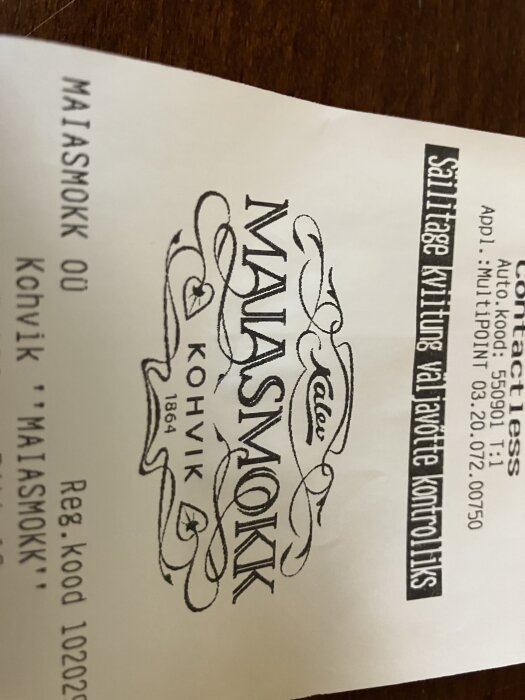 Contactless
Auto.kood: 550901 T:1
Appl.:MultiPOINT 03.20.072.00750
Säilitage kviitung väljavõtte kontrolliks
Kalev
MAIASMOKK
KOHVIK
1864
MAIASMOKK OÜ
Reg.kood 102029
Kohvik ''MAIASMOKK''